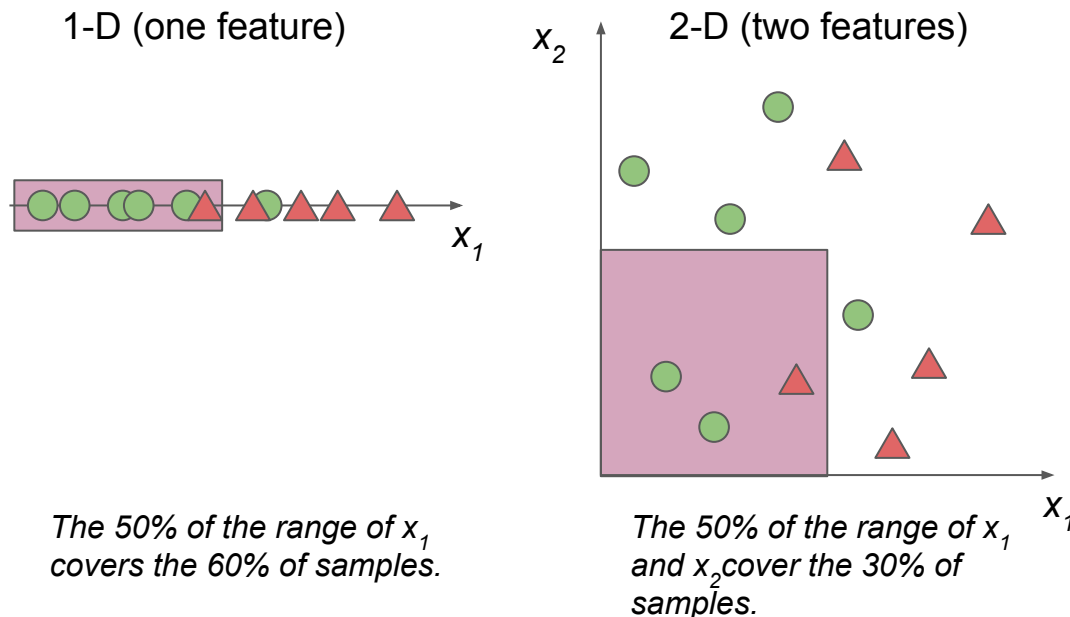 1-D (one feature)
x₁
The 50% of the range of x₁
covers the 60% of samples.
2-D (two features)
x₂
x₁
The 50% of the range of x₁
and x₂cover the 30% of
samples.